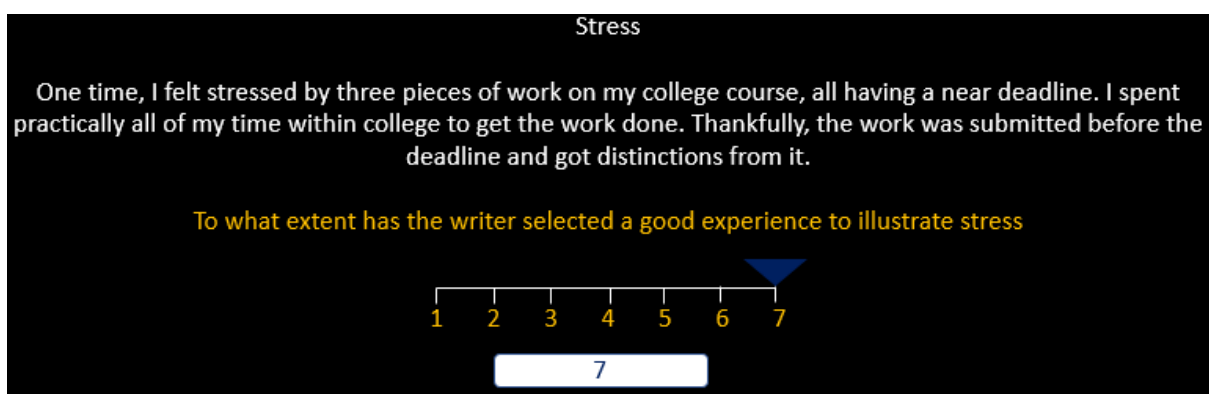 Stress
One time, I felt stressed by three pieces of work on my college course, all having a near deadline. I spent
practically all of my time within college to get the work done. Thankfully, the work was submitted before the
deadline and got distinctions from it.
To what extent has the writer selected a good experience to illustrate stress
1 2 3 4 5 6 7
7